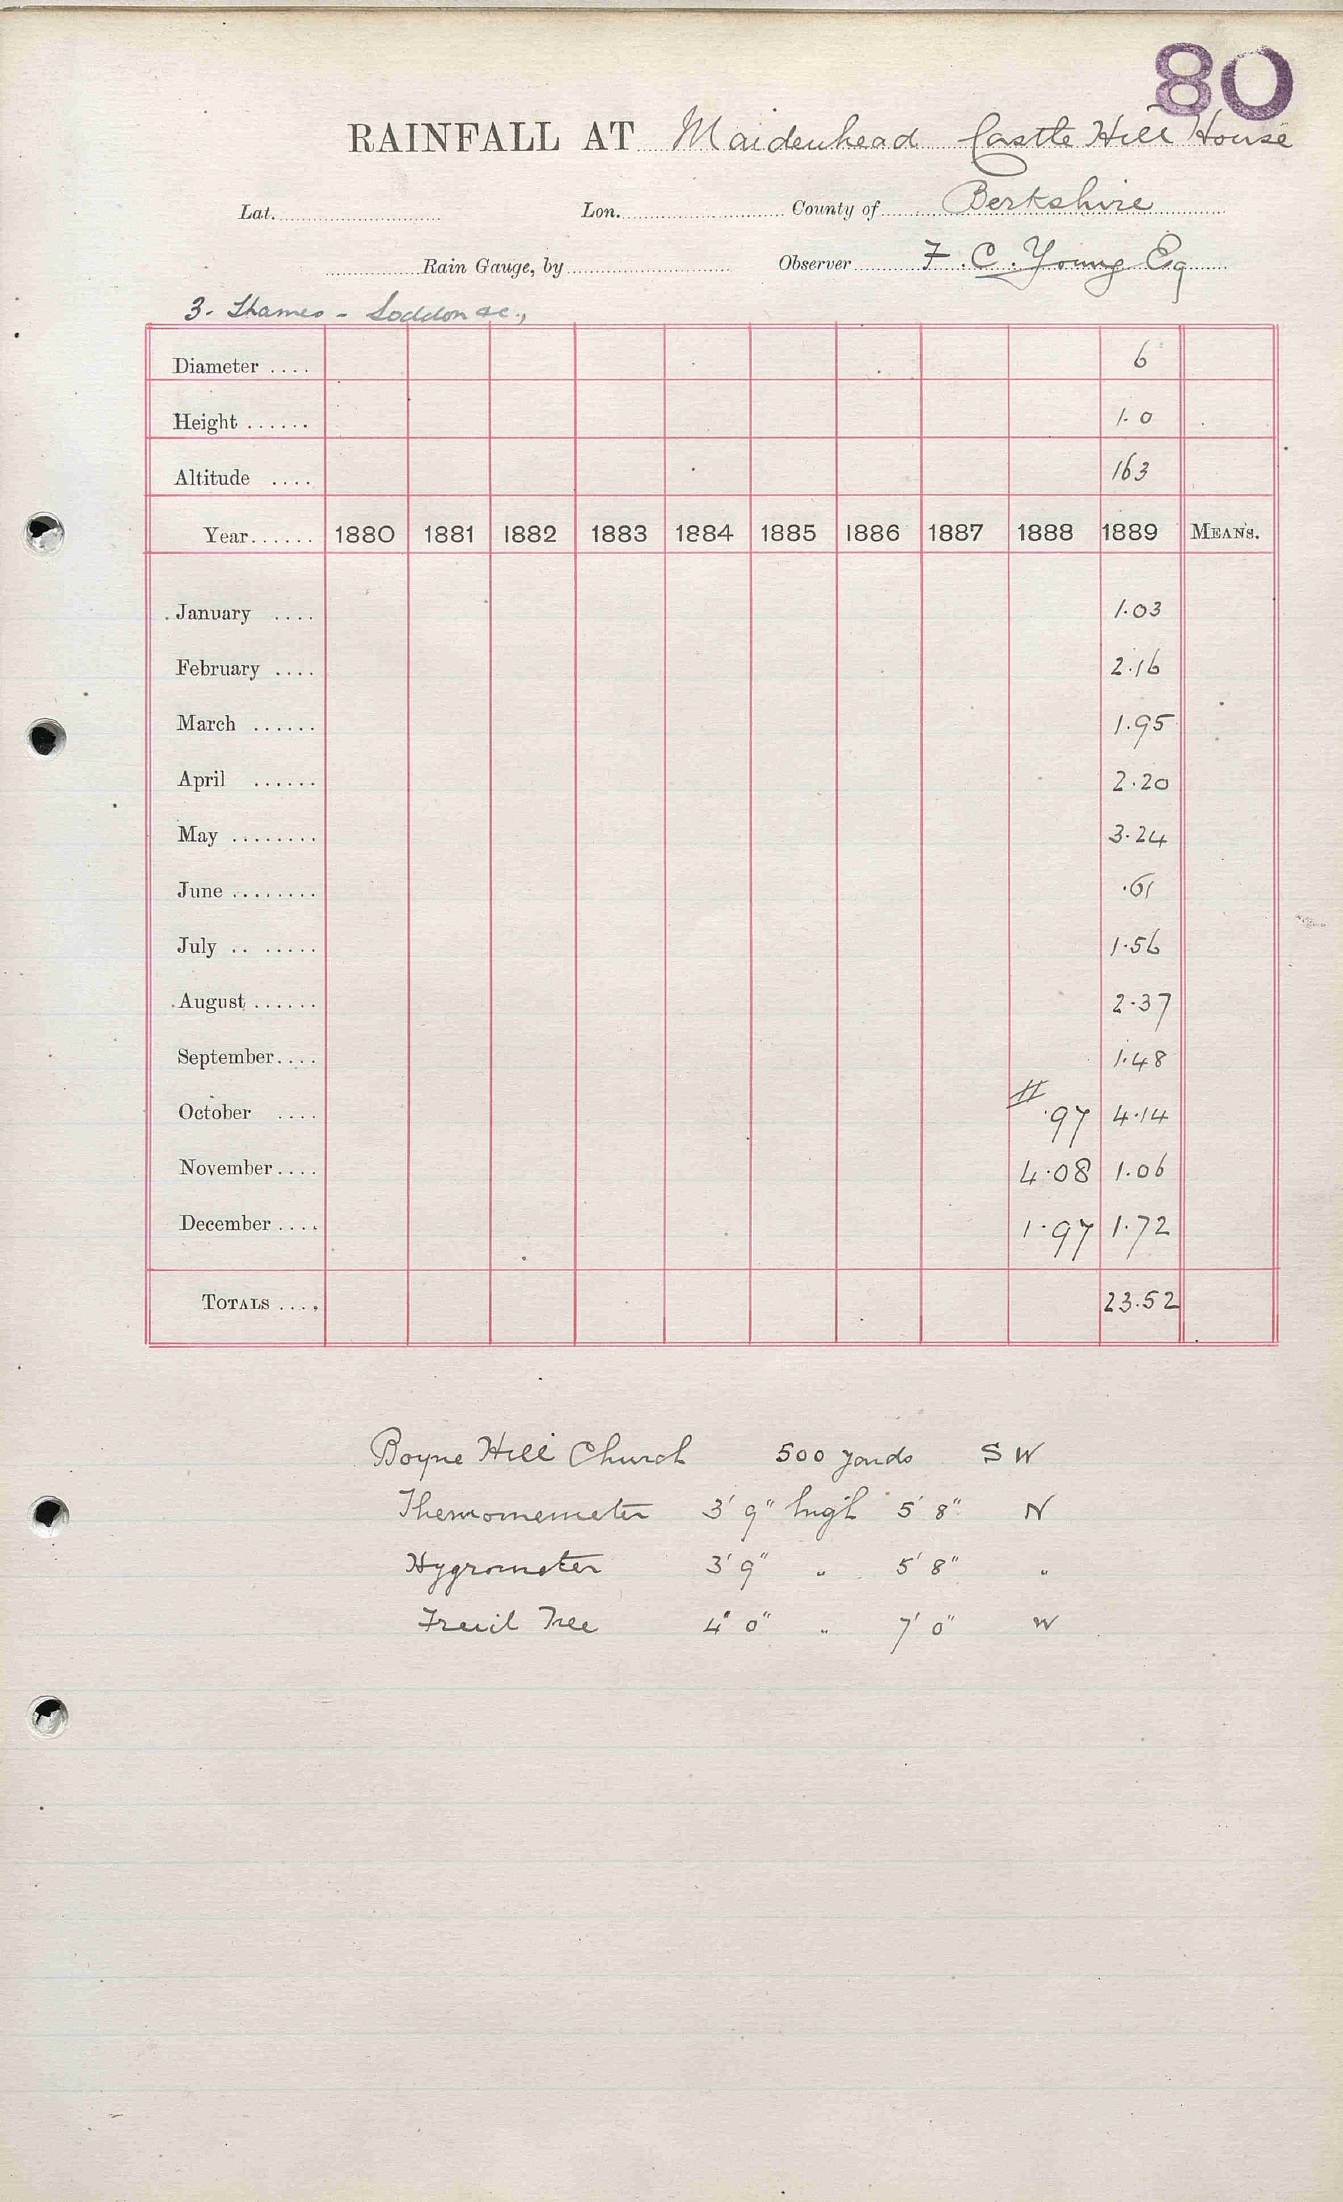 80
RAINFALL AT Maidenhead Castle Hill House
Lat. Lon. County of Berkshire
Rain Gauge, by Observer F. C. Young Esq
3. Thames - Loddon &c.,
Diameter .... 6
Height ...... 1.0
Altitude .... 163
Year...... 1880 1881 1882 1883 1884 1885 1886 1887 1888 1889 MEANS.
January .... 1.03
February .... 2.16
March ...... 1.95
April ...... 2.20
May ........ 3.24
June ........ .61
July .. ..... 1.56
August ...... 2.37
September.... 1.48
October .... .97 4.14
November.... 4.08 1.06
December .... 1.97 1.72
TOTALS .... 23.52
Boyne Hill Church 500 yards SW
Thermomemeter 3' 9" high 5' 8" N
Hygrometer 3' 9" " 5' 8" "
Fruit Tree 4' 0" " 7' 0" W